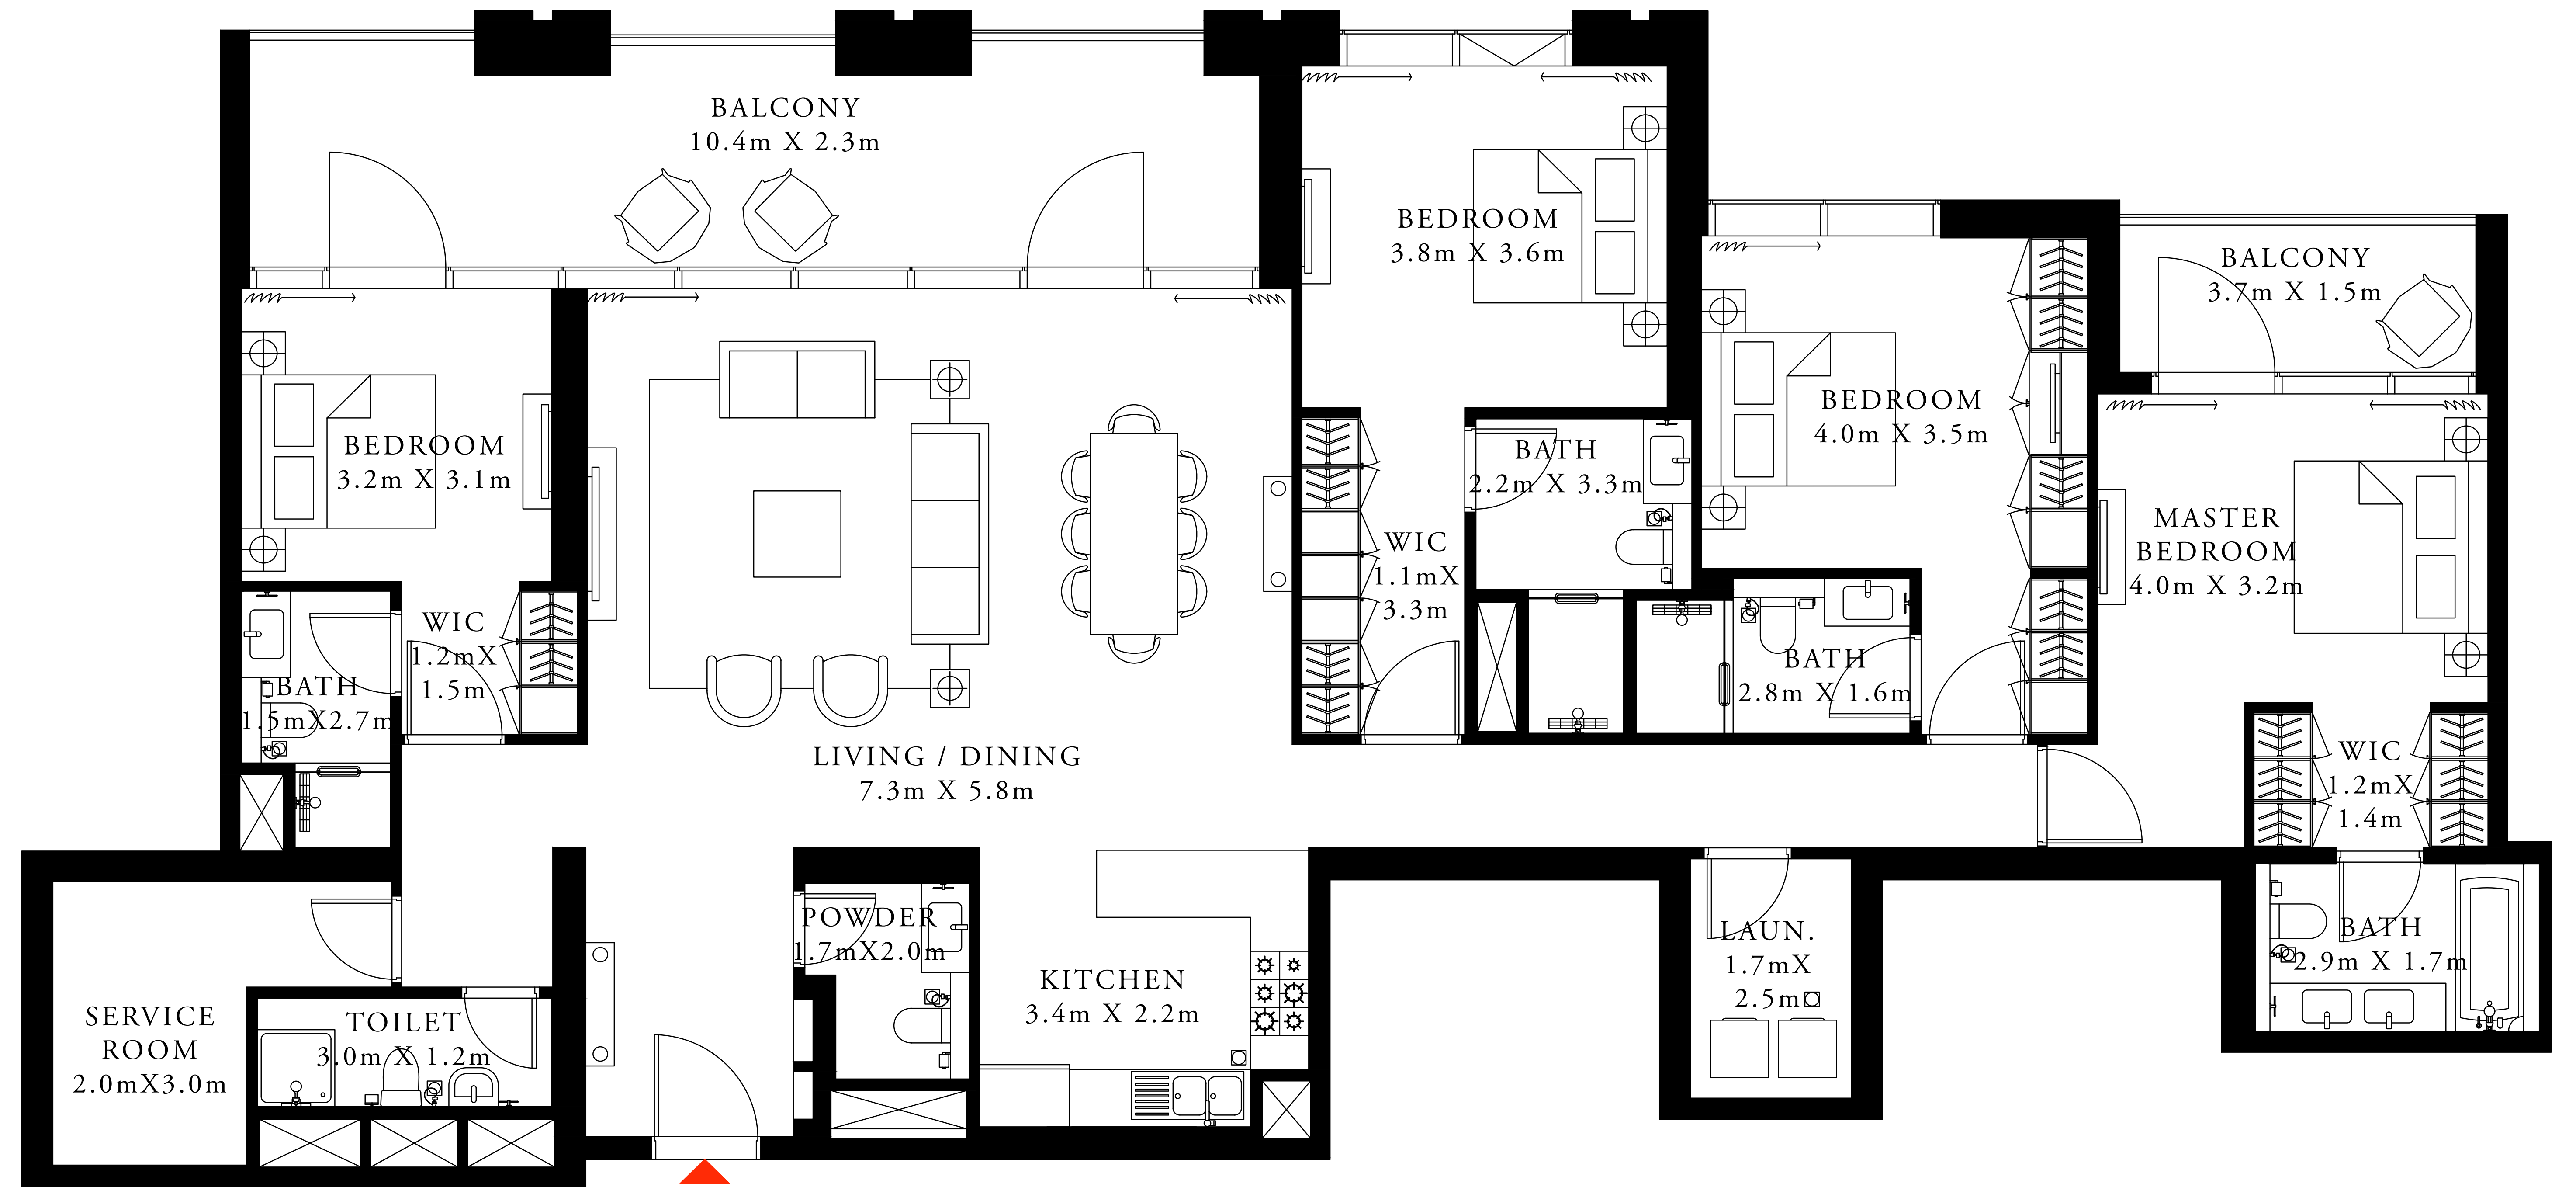 BALCONY
10.4m X 2.3m
BEDROOM
3.8m X 3.6m
BALCONY
3.7m X 1.5m
BEDROOM
4.0m X 3.5m
BEDROOM
3.2m X 3.1m
BATH
2.2m X 3.3m
MASTER
BEDROOM
4.0m X 3.2m
WIC
1.1mX
3.3m
WIC
1.2mX
1.5m
BATH
1.5mX2.7m
BATH
2.8m X 1.6m
LIVING / DINING
7.3m X 5.8m
WIC
1.2mX
1.4m
POWDER
1.7mX2.0m
LAUN.
1.7mX
2.5m
BATH
2.9m X 1.7m
KITCHEN
3.4m X 2.2m
SERVICE
ROOM
2.0mX3.0m
TOILET
3.0m X 1.2m